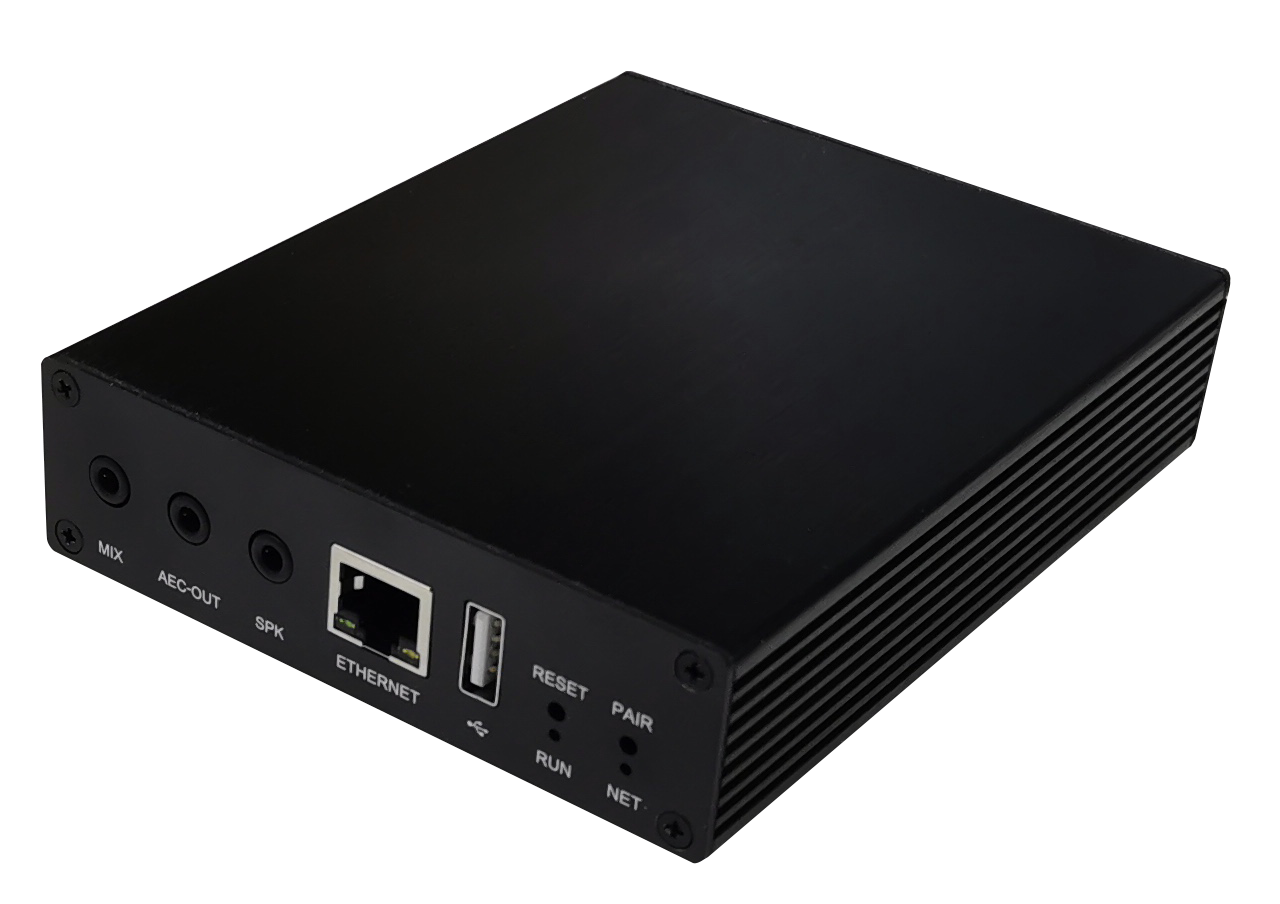 MIX
AEC-OUT
SPK
ETHERNET
RESET
RUN
PAIR
NET